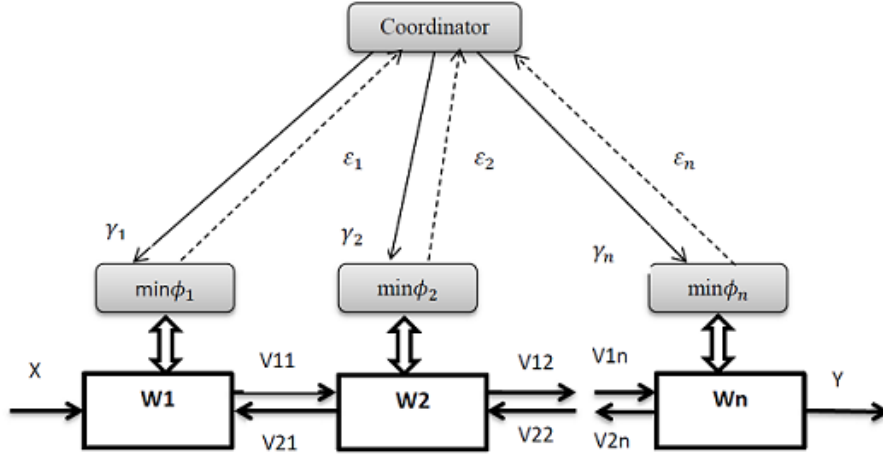 Coordinator
ε₁
ε₂
εₙ
γ₁
γ₂
γₙ
minϕ₁
minϕ₂
minϕₙ
X
V11
V12
V1n
Y
W1
W2
Wn
V21
V22
V2n